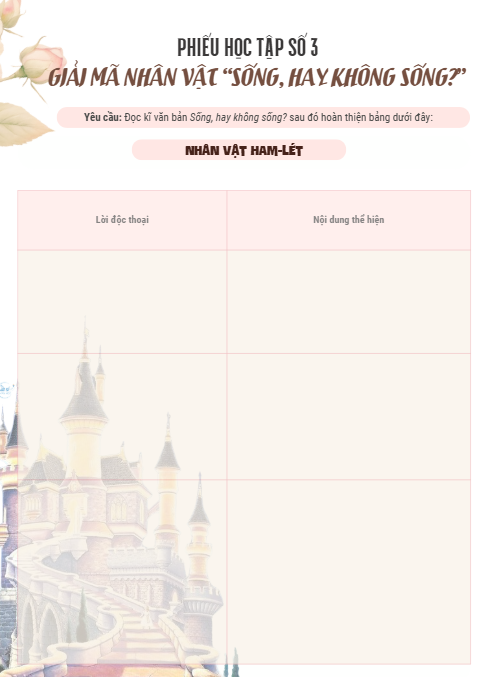 PHIẾU HỌC TẬP SỐ 3
GIẢI MÃ NHÂN VẬT “SỐNG, HAY KHÔNG SỐNG?”
Yêu cầu: Đọc kĩ văn bản Sống, hay không sống? sau đó hoàn thiện bảng dưới đây:
NHÂN VẬT HAM-LÉT
Lời độc thoại
Nội dung thể hiện